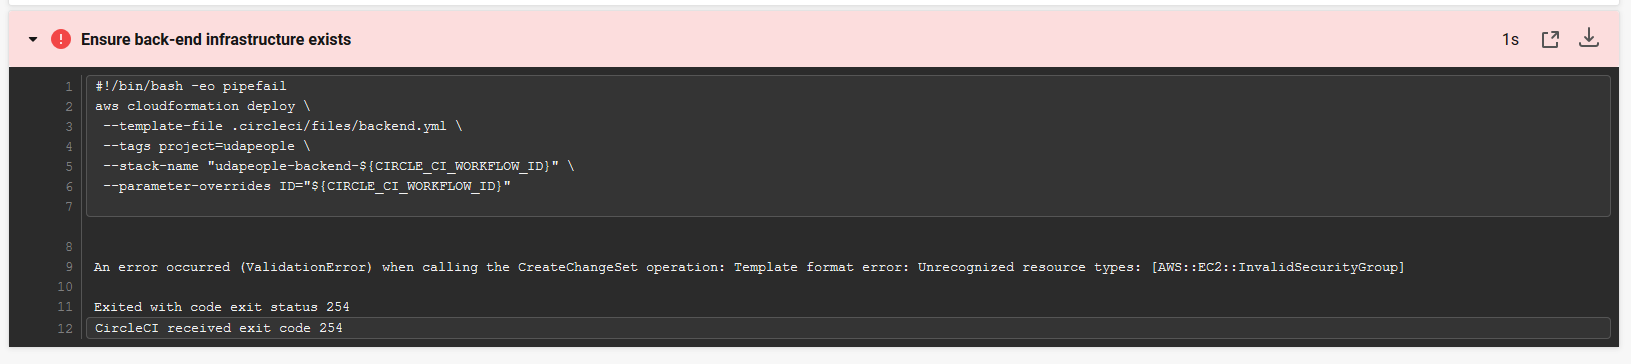 Ensure back-end infrastructure exists 1s
1 #!/bin/bash -eo pipefail
2 aws cloudformation deploy \
3 --template-file .circleci/files/backend.yml \
4 --tags project=udapeople \
5 --stack-name "udapeople-backend-${CIRCLE_CI_WORKFLOW_ID}" \
6 --parameter-overrides ID="${CIRCLE_CI_WORKFLOW_ID}"
7
8
9 An error occurred (ValidationError) when calling the CreateChangeSet operation: Template format error: Unrecognized resource types: [AWS::EC2::InvalidSecurityGroup]
10
11 Exited with code exit status 254
12 CircleCI received exit code 254